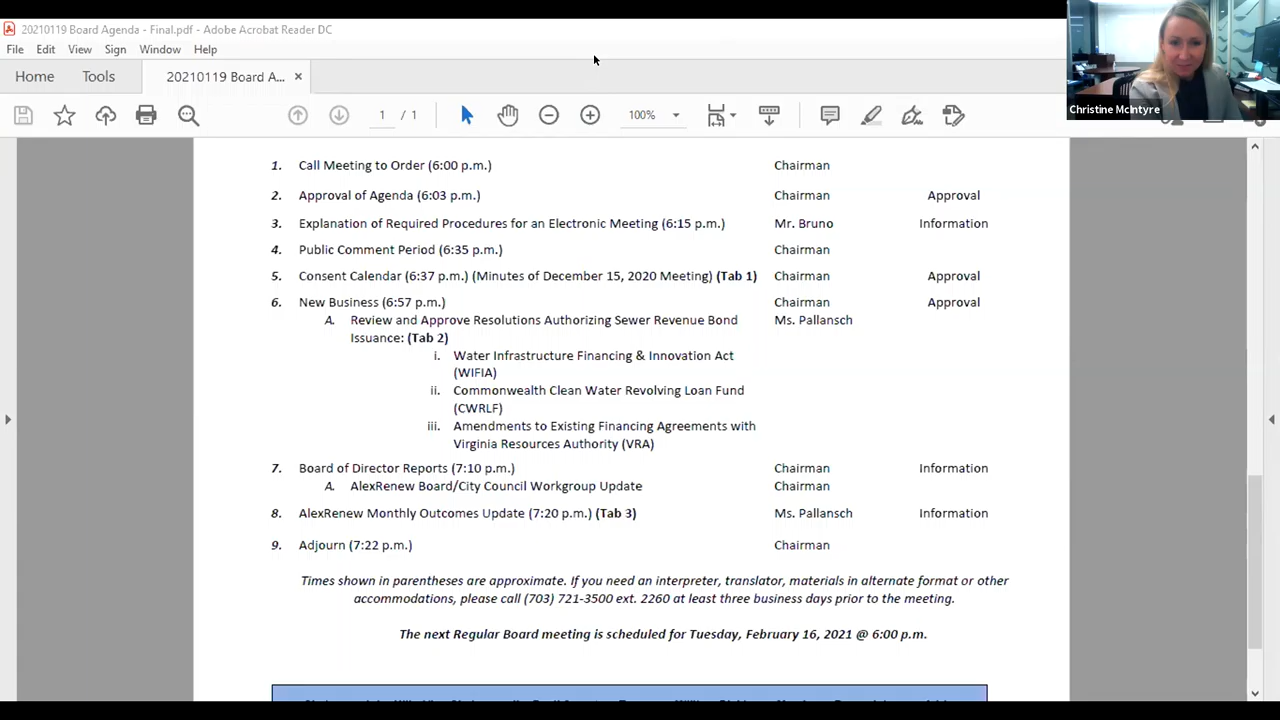 20210119 Board Agenda - Final.pdf - Adobe Acrobat Reader DC
File Edit View Sign Window Help
Home Tools 20210119 Board A... ×
1 / 1 100%
Christine McIntyre
1. Call Meeting to Order (6:00 p.m.) Chairman
2. Approval of Agenda (6:03 p.m.) Chairman Approval
3. Explanation of Required Procedures for an Electronic Meeting (6:15 p.m.) Mr. Bruno Information
4. Public Comment Period (6:35 p.m.) Chairman
5. Consent Calendar (6:37 p.m.) (Minutes of December 15, 2020 Meeting) (Tab 1) Chairman Approval
6. New Business (6:57 p.m.) Chairman Approval
A. Review and Approve Resolutions Authorizing Sewer Revenue Bond Ms. Pallansch
Issuance: (Tab 2)
i. Water Infrastructure Financing & Innovation Act
(WIFIA)
ii. Commonwealth Clean Water Revolving Loan Fund
(CWRLF)
iii. Amendments to Existing Financing Agreements with
Virginia Resources Authority (VRA)
7. Board of Director Reports (7:10 p.m.) Chairman Information
A. AlexRenew Board/City Council Workgroup Update Chairman
8. AlexRenew Monthly Outcomes Update (7:20 p.m.) (Tab 3) Ms. Pallansch Information
9. Adjourn (7:22 p.m.) Chairman
Times shown in parentheses are approximate. If you need an interpreter, translator, materials in alternate format or other
accommodations, please call (703) 721-3500 ext. 2260 at least three business days prior to the meeting.
The next Regular Board meeting is scheduled for Tuesday, February 16, 2021 @ 6:00 p.m.